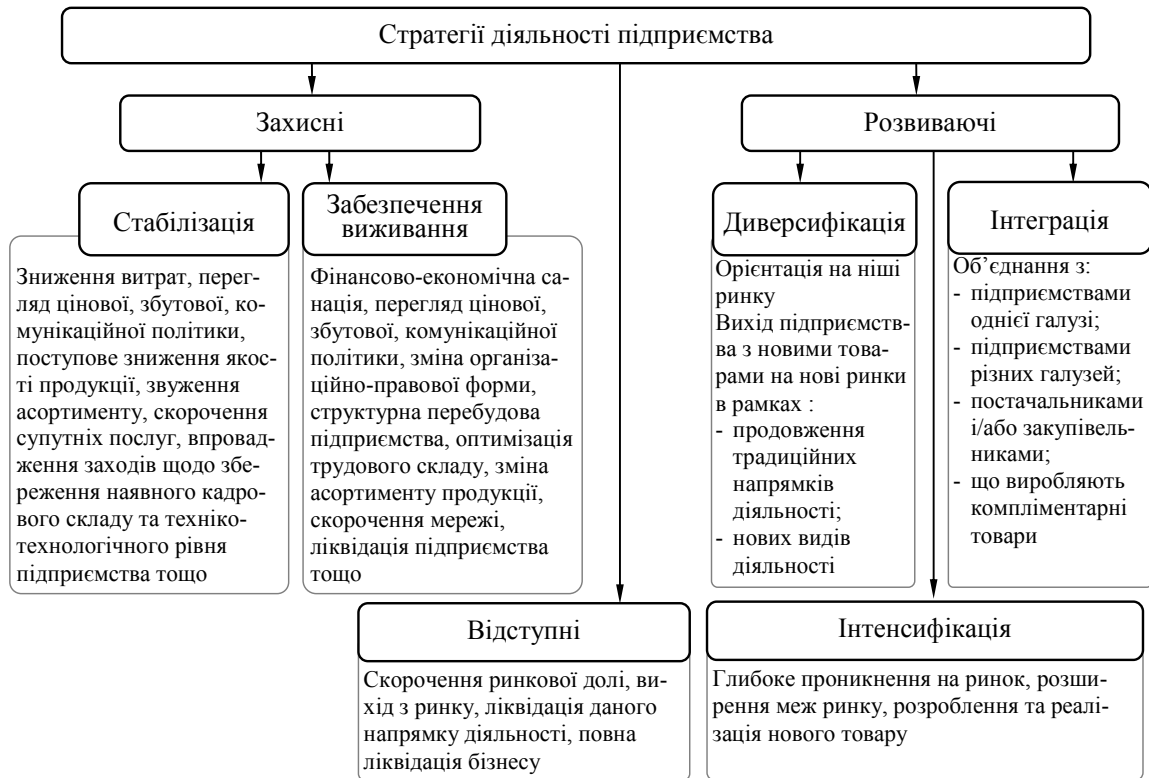 Стратегії діяльності підприємства
Захисні
Розвиваючі
Стабілізація
Зниження витрат, перег-
ляд цінової, збутової, ко-
мунікаційної політики,
поступове зниження якос-
ті продукції, звуження
асортименту, скорочення
супутніх послуг, впровад-
ження заходів щодо збе-
реження наявного кадро-
вого складу та техніко-
технологічного рівня
підприємства тощо
Забезпечення
виживання
Фінансово-економічна са-
нація, перегляд цінової,
збутової, комунікаційної
політики, зміна організа-
ційно-правової форми,
структурна перебудова
підприємства, оптимізація
трудового складу, зміна
асортименту продукції,
скорочення мережі,
ліквідація підприємства
тощо
Диверсифікація
Орієнтація на ніші
ринку
Вихід підприємств-
ва з новими това-
рами на нові ринки
в рамках :
- продовження
традиційних
напрямків
діяльності;
- нових видів
діяльності
Інтеграція
Об’єднання з:
- підприємствами
однієї галузі;
- підприємствами
різних галузей;
- постачальниками
і/або закупівель-
никами;
- що виробляють
компліментарні
товари
Відступні
Скорочення ринкової долі, ви-
хід з ринку, ліквідація даного
напрямку діяльності, повна
ліквідація бізнесу
Інтенсифікація
Глибоке проникнення на ринок, розши-
рення меж ринку, розроблення та реалі-
зація нового товару